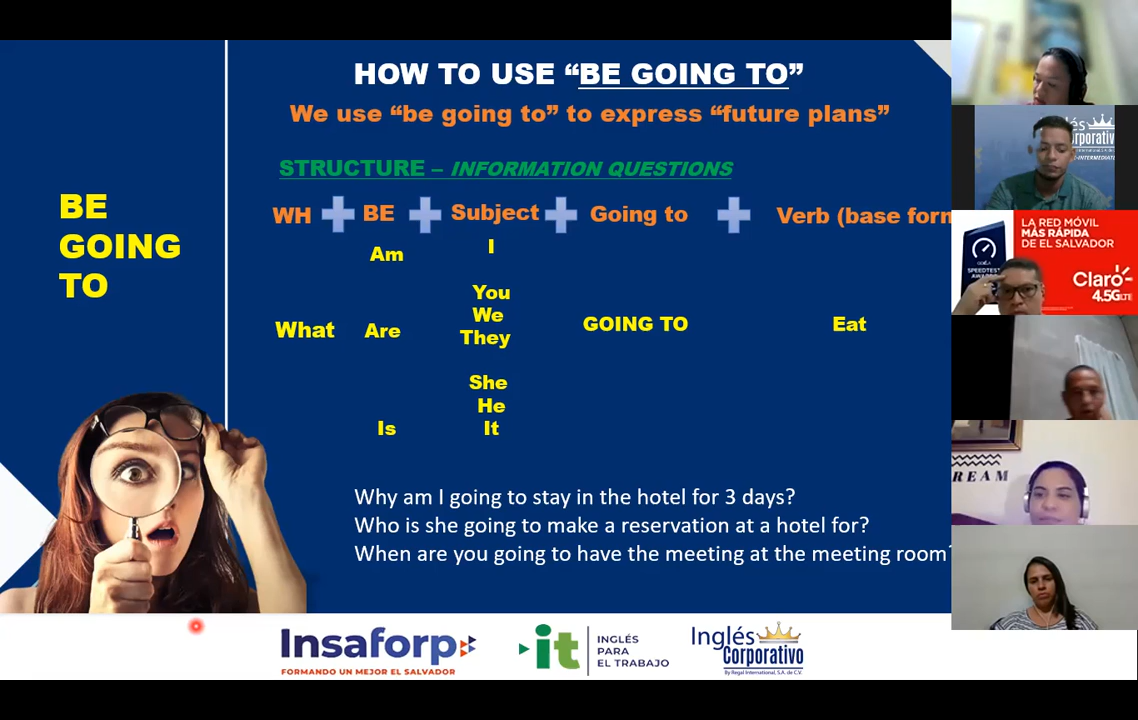 HOW TO USE “BE GOING TO”
We use “be going to” to express “future plans”
STRUCTURE – INFORMATION QUESTIONS
WH BE Subject Going to Verb (base form
BE
GOING
TO
Am I
You
We
They
What Are GOING TO Eat
She
He
It
Is
Why am I going to stay in the hotel for 3 days?
Who is she going to make a reservation at a hotel for?
When are you going to have the meeting at the meeting room?
Insaforp
FORMANDO UN MEJOR EL SALVADOR
it
INGLÉS
PARA
EL TRABAJO
Inglés
Corporativo
By Regal International, S.A. de C.V.
és
rporativ
-INTERMEDIATE
LA RED MÓVIL
MÁS RÁPIDA
DE EL SALVADOR
SPEEDTEST
Claro
4.5G LTE
REAM